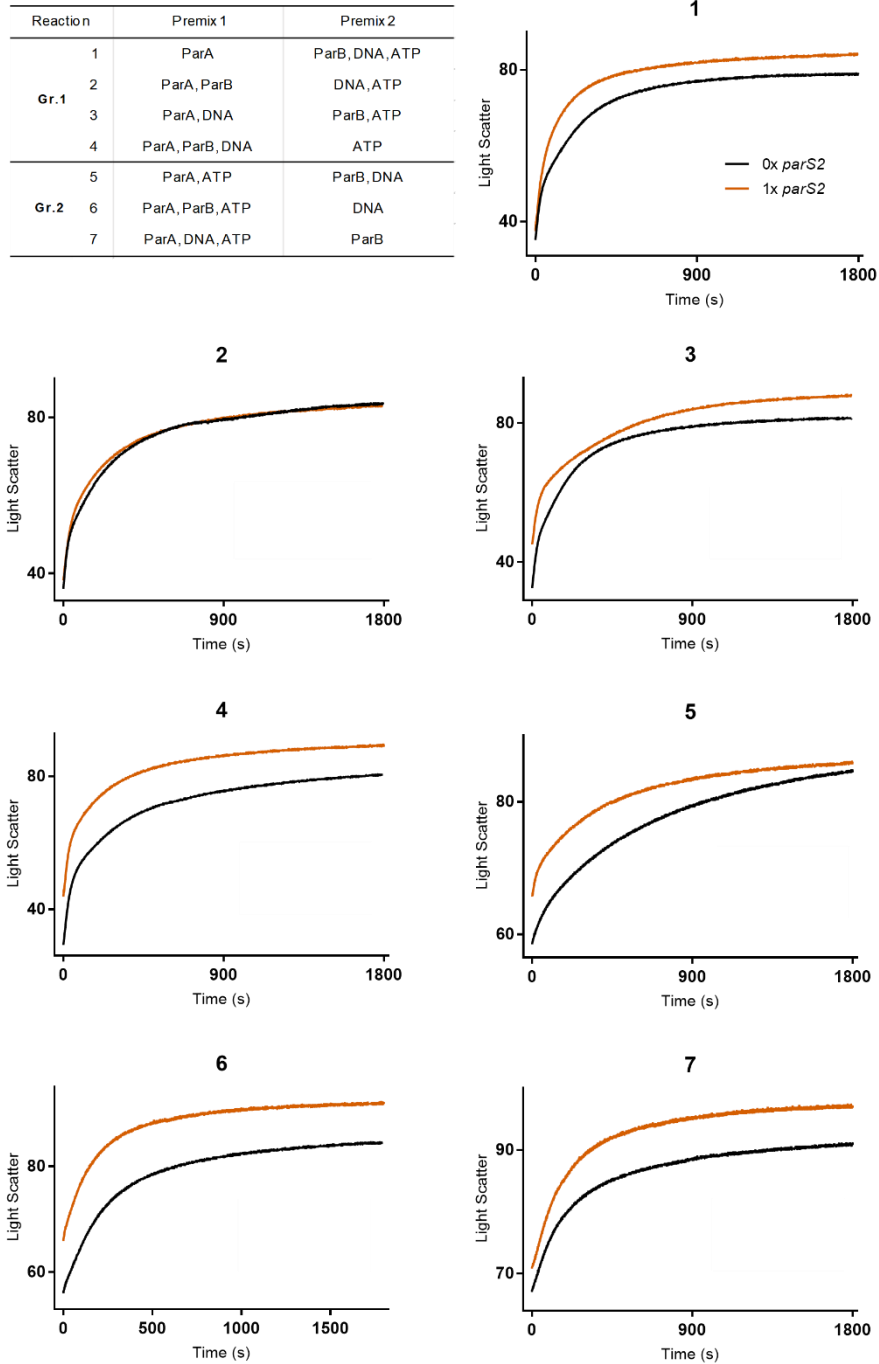 Reaction Premix 1 Premix 2
1 ParA ParB, DNA, ATP
2 ParA, ParB DNA, ATP
Gr.1
3 ParA, DNA ParB, ATP
4 ParA, ParB, DNA ATP
5 ParA, ATP ParB, DNA
Gr.2 6 ParA, ParB, ATP DNA
7 ParA, DNA, ATP ParB
1
80
40
Light Scatter
0x parS2
1x parS2
0 900 1800
Time (s)
2
80
40
Light Scatter
0 900 1800
Time (s)
3
80
40
Light Scatter
0 900 1800
Time (s)
4
80
40
Light Scatter
0 900 1800
Time (s)
5
80
60
Light Scatter
0 900 1800
Time (s)
6
80
60
Light Scatter
0 500 1000 1500
Time (s)
7
90
70
Light Scatter
0 900 1800
Time (s)